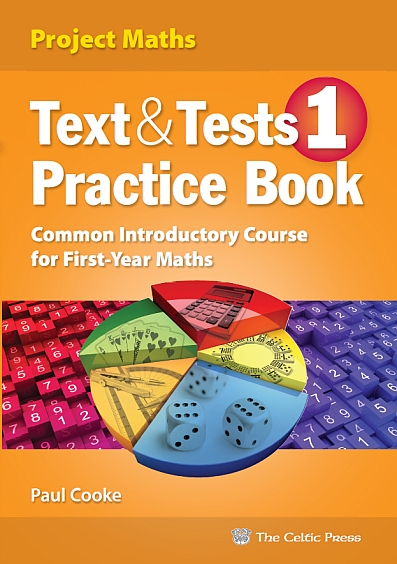 Project Maths
Text & Tests 1
Practice Book
Common Introductory Course
for First-Year Maths
Paul Cooke
The Celtic Press